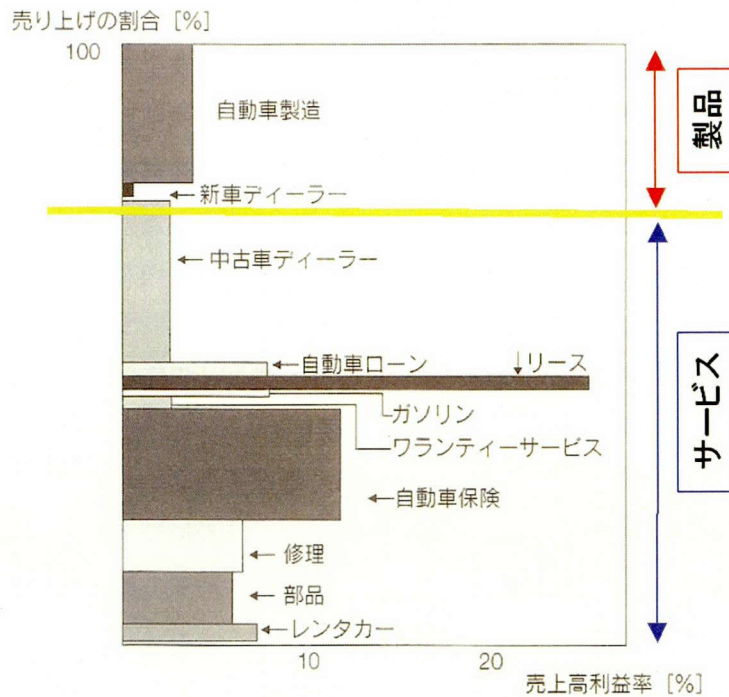 売り上げの割合 [%]
100
自動車製造
製品
←新車ディーラー
←中古車ディーラー
←自動車ローン
↓リース
サービス
ガソリン
ワランティーサービス
←自動車保険
←修理
←部品
←レンタカー
10
20
売上高利益率 [%]